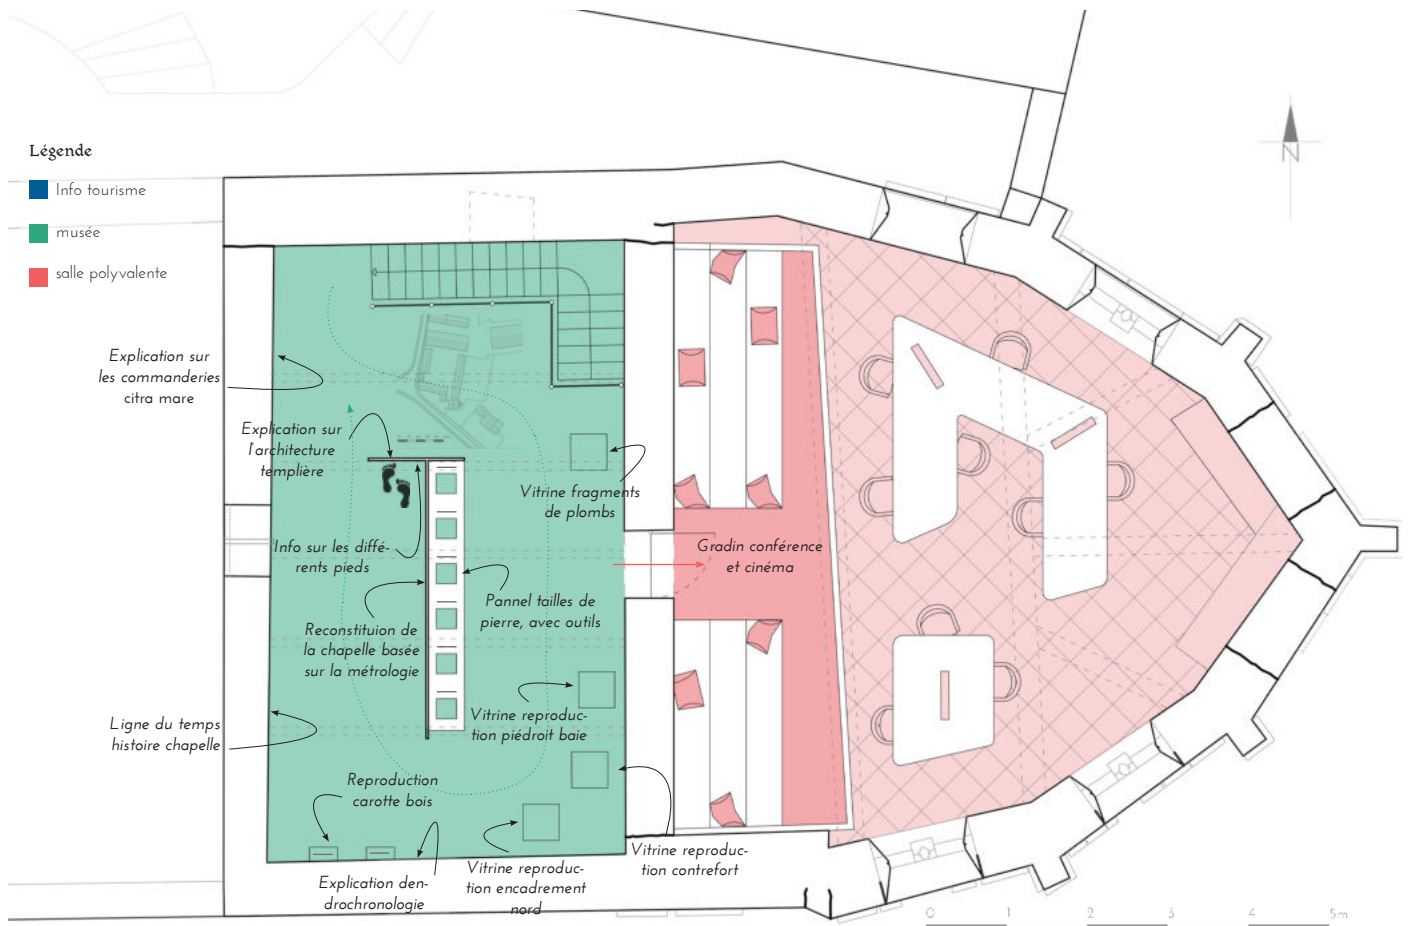 Légende
Info tourisme
musée
salle polyvalente
N
Explication sur
les commanderies
citra mare
Explication sur
l'architecture
templière
Vitrine fragments
de plombs
Info sur les diffé-
rents pieds
Gradin conférence
et cinéma
Pannel tailles de
pierre, avec outils
Reconstituion de
la chapelle basée
sur la métrologie
Vitrine reproduc-
tion piédroit baie
Ligne du temps
histoire chapelle
Reproduction
carotte bois
Vitrine reproduc-
tion contrefort
Vitrine reproduc-
tion encadrement
nord
Explication den-
drochronologie
0 1 2 3 4 5m